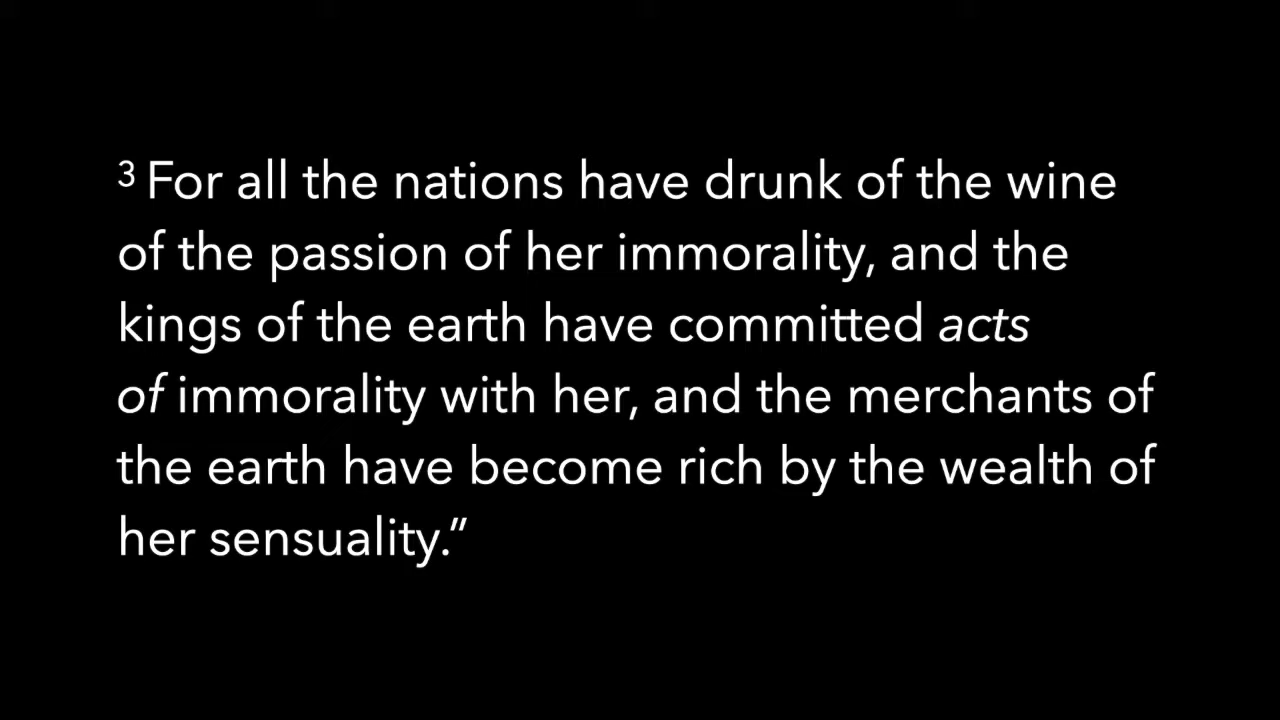 3 For all the nations have drunk of the wine
of the passion of her immorality, and the
kings of the earth have committed acts
of immorality with her, and the merchants of
the earth have become rich by the wealth of
her sensuality.”